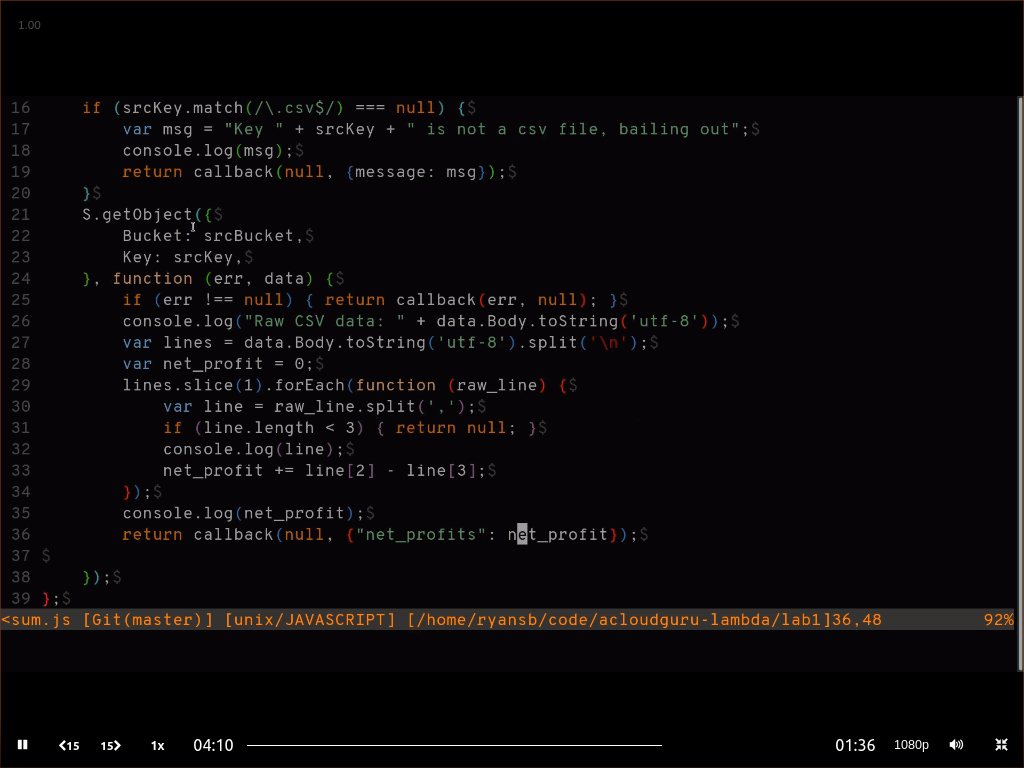 1.00
16     if (srcKey.match(/\.csv$/) === null) {$
17         var msg = "Key " + srcKey + " is not a csv file, bailing out";$
18         console.log(msg);$
19         return callback(null, {message: msg});$
20     }$
21     S.getObject({$
22         Bucket: srcBucket,$
23         Key: srcKey,$
24     }, function (err, data) {$
25         if (err !== null) { return callback(err, null); }$
26         console.log("Raw CSV data: " + data.Body.toString('utf-8'));$
27         var lines = data.Body.toString('utf-8').split('\n');$
28         var net_profit = 0;$
29         lines.slice(1).forEach(function (raw_line) {$
30             var line = raw_line.split(',');$
31             if (line.length < 3) { return null; }$
32             console.log(line);$
33             net_profit += line[2] - line[3];$
34         });$
35         console.log(net_profit);$
36         return callback(null, {"net_profits": net_profit});$
37 $
38     });$
39 };$
<sum.js [Git(master)] [unix/JAVASCRIPT] [/home/ryansb/code/acloudguru-lambda/lab1]36,48 92%
15 15 1x 04:10 01:36 1080p